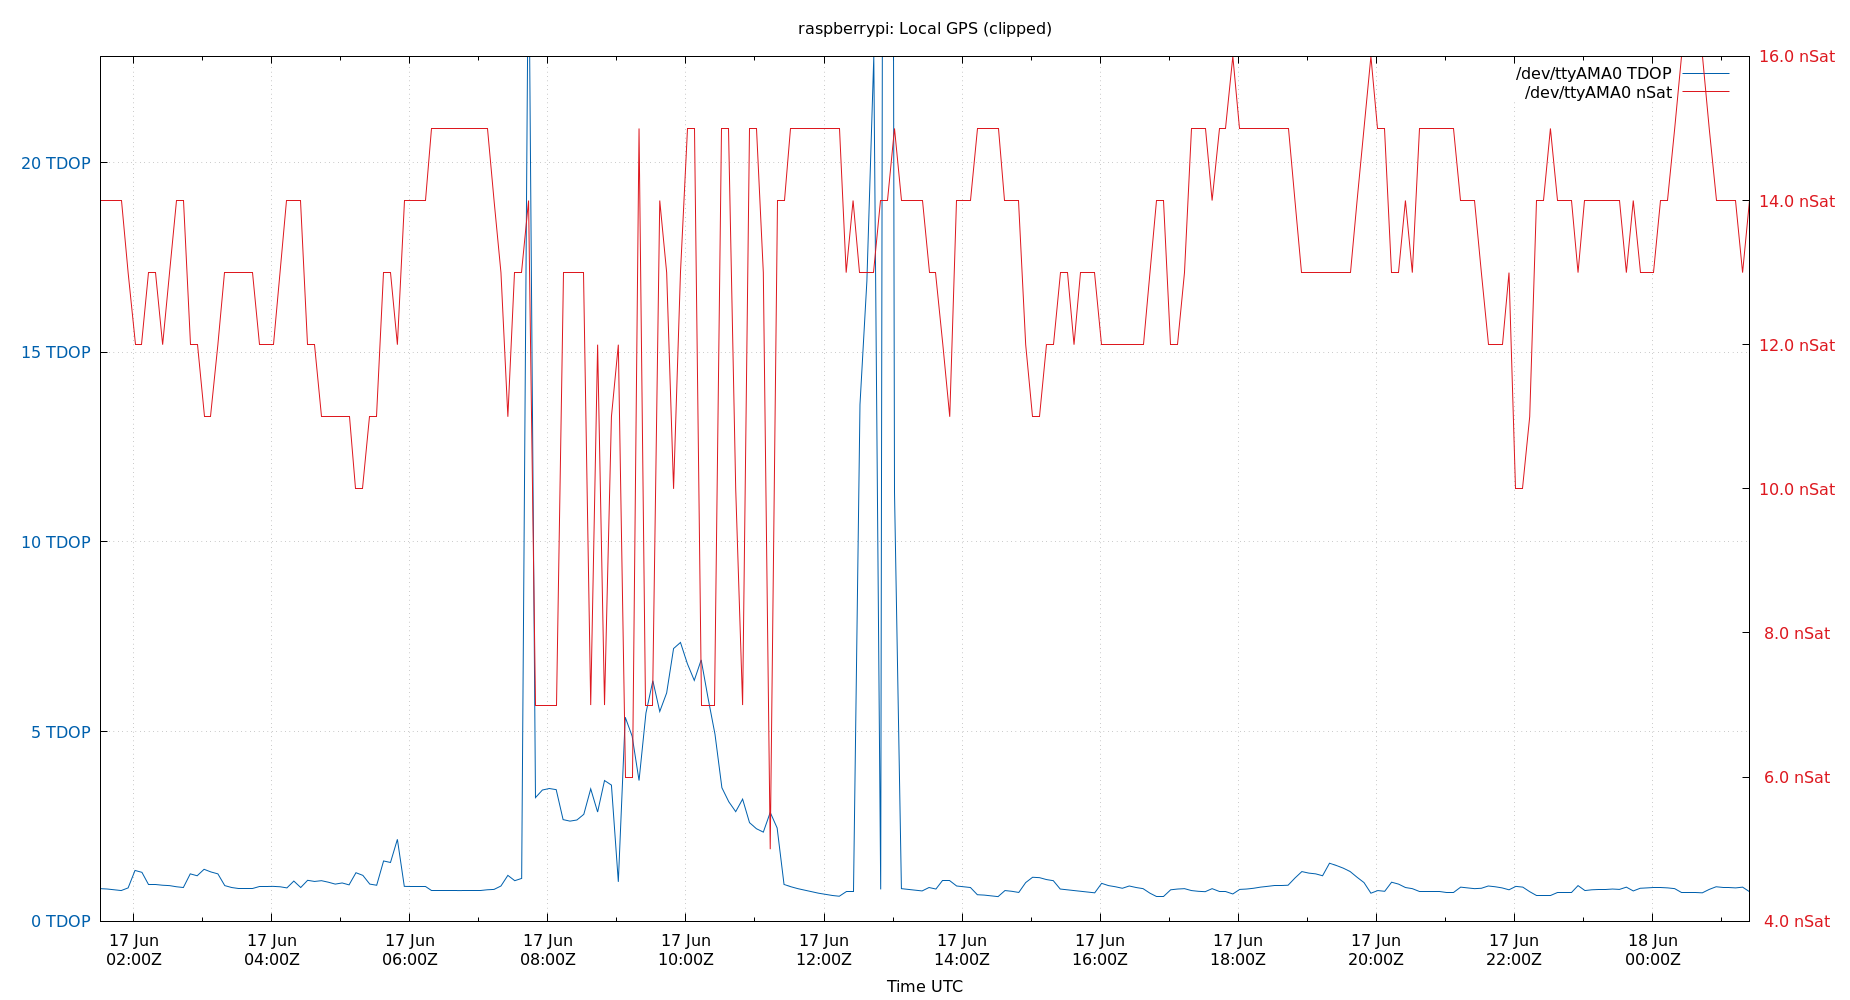 raspberrypi: Local GPS (clipped)
/dev/ttyAMA0 TDOP
/dev/ttyAMA0 nSat
20 TDOP
15 TDOP
10 TDOP
5 TDOP
0 TDOP
16.0 nSat
14.0 nSat
12.0 nSat
10.0 nSat
8.0 nSat
6.0 nSat
4.0 nSat
17 Jun 17 Jun 17 Jun 17 Jun 17 Jun 17 Jun 17 Jun 17 Jun 17 Jun 17 Jun 17 Jun 18 Jun
02:00Z 04:00Z 06:00Z 08:00Z 10:00Z 12:00Z 14:00Z 16:00Z 18:00Z 20:00Z 22:00Z 00:00Z
Time UTC